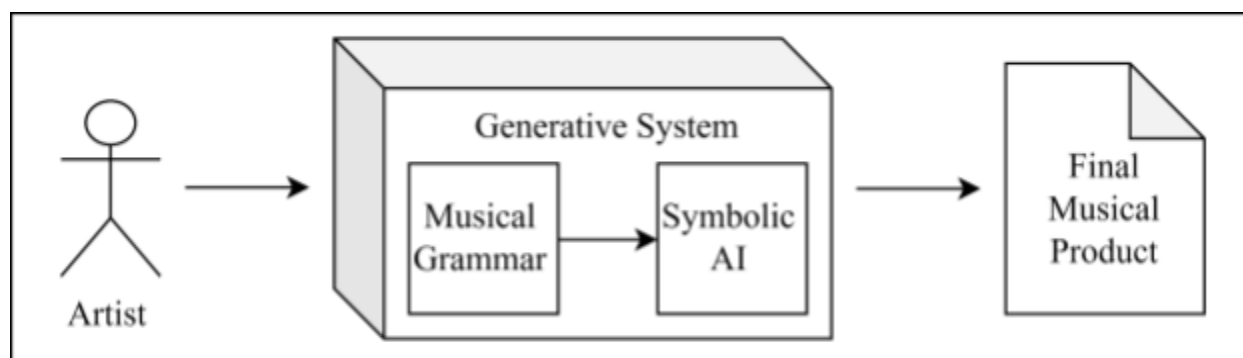 Artist
Generative System
Musical
Grammar
Symbolic
AI
Final
Musical
Product